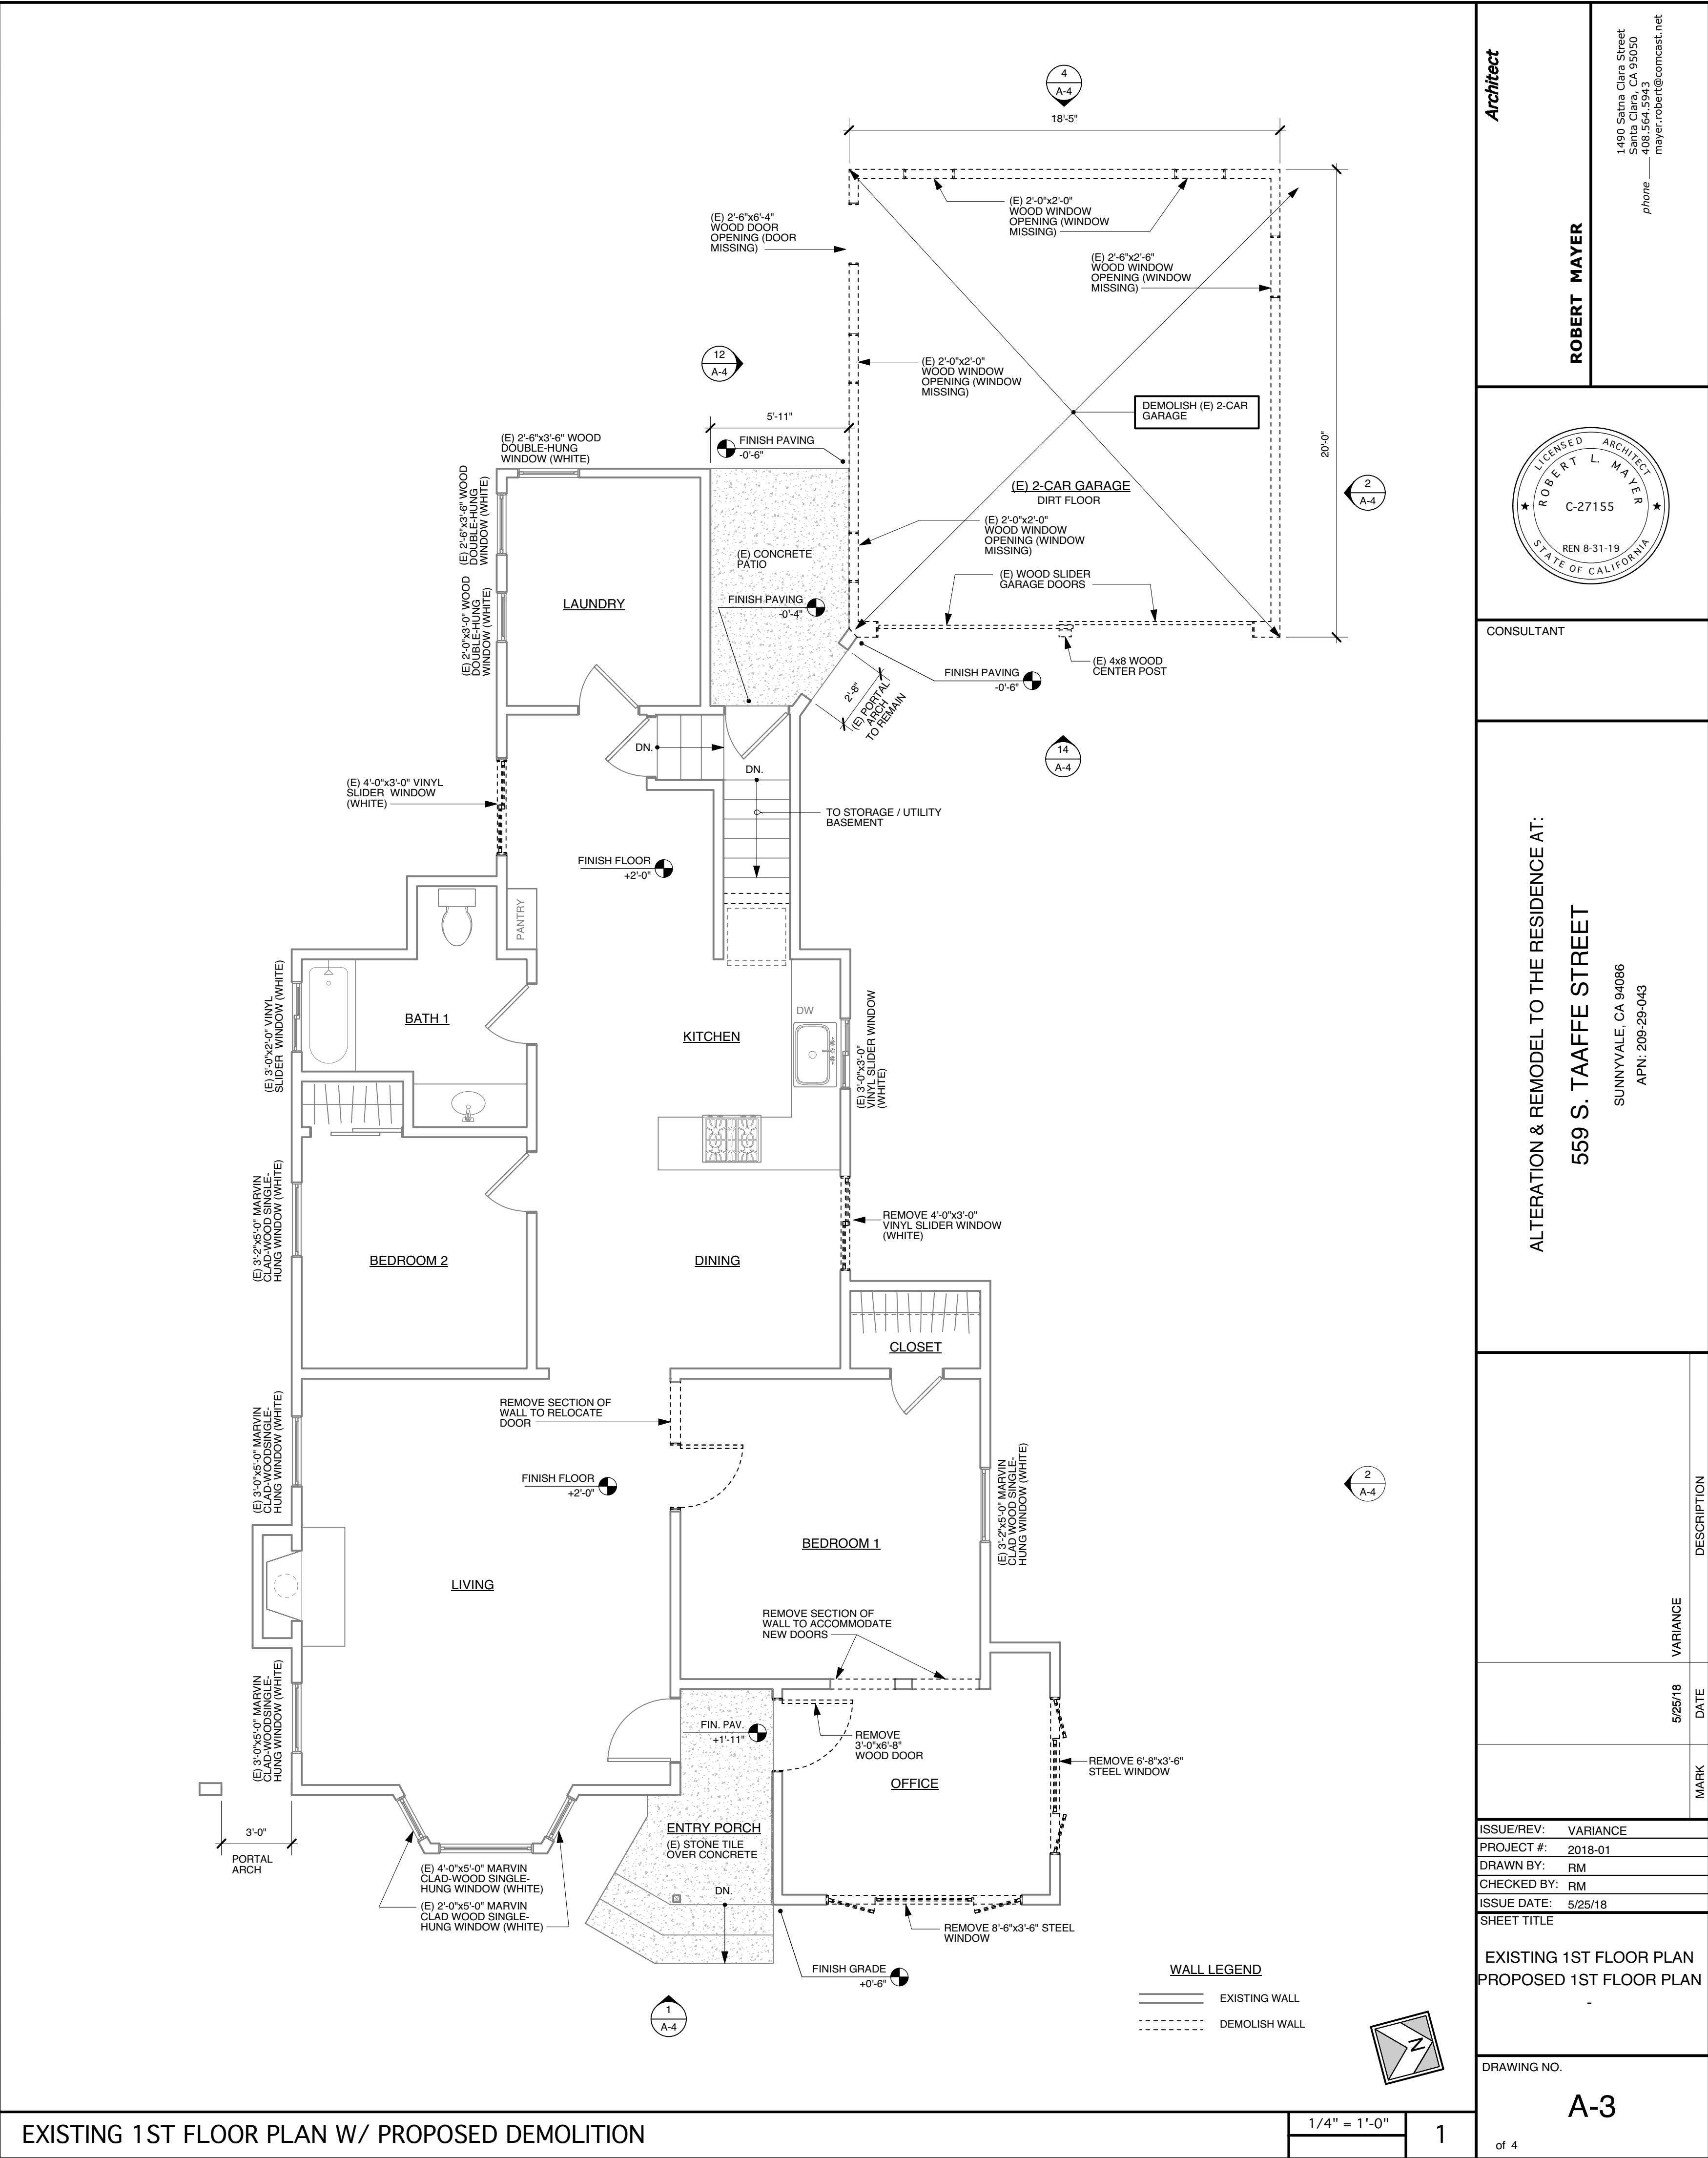 4
A-4
18'-5"
(E) 2'-0"x2'-0"
WOOD WINDOW
OPENING (WINDOW
MISSING)
(E) 2'-6"x6'-4"
WOOD DOOR
OPENING (DOOR
MISSING)
(E) 2'-6"x2'-6"
WOOD WINDOW
OPENING (WINDOW
MISSING)
12
A-4
(E) 2'-0"x2'-0"
WOOD WINDOW
OPENING (WINDOW
MISSING)
DEMOLISH (E) 2-CAR
GARAGE
20'-0"
5'-11"
FINISH PAVING
-0'-6"
(E) 2'-6"x3'-6" WOOD
DOUBLE-HUNG
WINDOW (WHITE)
(E) 2'-6"x3'-6" WOOD
DOUBLE-HUNG
WINDOW (WHITE)
(E) 2-CAR GARAGE
DIRT FLOOR
2
A-4
(E) 2'-0"x2'-0"
WOOD WINDOW
OPENING (WINDOW
MISSING)
(E) CONCRETE
PATIO
(E) WOOD SLIDER
GARAGE DOORS
(E) 2'-0"x3'-0" WOOD
DOUBLE-HUNG
WINDOW (WHITE)
LAUNDRY
FINISH PAVING
-0'-4"
(E) 4x8 WOOD
CENTER POST
FINISH PAVING
-0'-6"
2'-8"
(E) PORTAL
ARCH
TO REMAIN
14
A-4
DN.
DN.
(E) 4'-0"x3'-0" VINYL
SLIDER WINDOW
(WHITE)
TO STORAGE / UTILITY
BASEMENT
FINISH FLOOR
+2'-0"
PANTRY
(E) 3'-0"x2'-0" VINYL
SLIDER WINDOW (WHITE)
BATH 1
KITCHEN
DW
(E) 3'-0"x3'-0"
VINYL SLIDER WINDOW
(WHITE)
(E) 3'-2"x5'-0" MARVIN
CLAD-WOOD SINGLE-
HUNG WINDOW (WHITE)
REMOVE 4'-0"x3'-0"
VINYL SLIDER WINDOW
(WHITE)
BEDROOM 2
DINING
CLOSET
REMOVE SECTION OF
WALL TO RELOCATE
DOOR
(E) 3'-0"x5'-0" MARVIN
CLAD-WOODSINGLE-
HUNG WINDOW (WHITE)
FINISH FLOOR
+2'-0"
(E) 3'-2"x5'-0" MARVIN
CLAD WOOD SINGLE-
HUNG WINDOW (WHITE)
2
A-4
BEDROOM 1
LIVING
REMOVE SECTION OF
WALL TO ACCOMMODATE
NEW DOORS
(E) 3'-0"x5'-0" MARVIN
CLAD-WOODSINGLE-
HUNG WINDOW (WHITE)
FIN. PAV.
+1'-11"
REMOVE
3'-0"x6'-8"
WOOD DOOR
REMOVE 6'-8"x3'-6"
STEEL WINDOW
OFFICE
3'-0"
PORTAL
ARCH
ENTRY PORCH
(E) STONE TILE
OVER CONCRETE
(E) 4'-0"x5'-0" MARVIN
CLAD-WOOD SINGLE-
HUNG WINDOW (WHITE)
DN.
(E) 2'-0"x5'-0" MARVIN
CLAD WOOD SINGLE-
HUNG WINDOW (WHITE)
REMOVE 8'-6"x3'-6" STEEL
WINDOW
FINISH GRADE
+0'-6"
1
A-4
WALL LEGEND
EXISTING WALL
DEMOLISH WALL
N
EXISTING 1ST FLOOR PLAN W/ PROPOSED DEMOLITION
1/4" = 1'-0"
1
Architect
ROBERT MAYER
1490 Satna Clara Street
Santa Clara, CA 95050
phone 408.564.5943
mayer.robert@comcast.net
LICENSED ARCHITECT
ROBERT L. MAYER
C-27155
REN 8-31-19
STATE OF CALIFORNIA
CONSULTANT
ALTERATION & REMODEL TO THE RESIDENCE AT:
559 S. TAAFFE STREET
SUNNYVALE, CA 94086
APN: 209-29-043
MARK DATE DESCRIPTION
5/25/18 VARIANCE
ISSUE/REV: VARIANCE
PROJECT #: 2018-01
DRAWN BY: RM
CHECKED BY: RM
ISSUE DATE: 5/25/18
SHEET TITLE
EXISTING 1ST FLOOR PLAN
PROPOSED 1ST FLOOR PLAN
-
DRAWING NO.
A-3
of 4